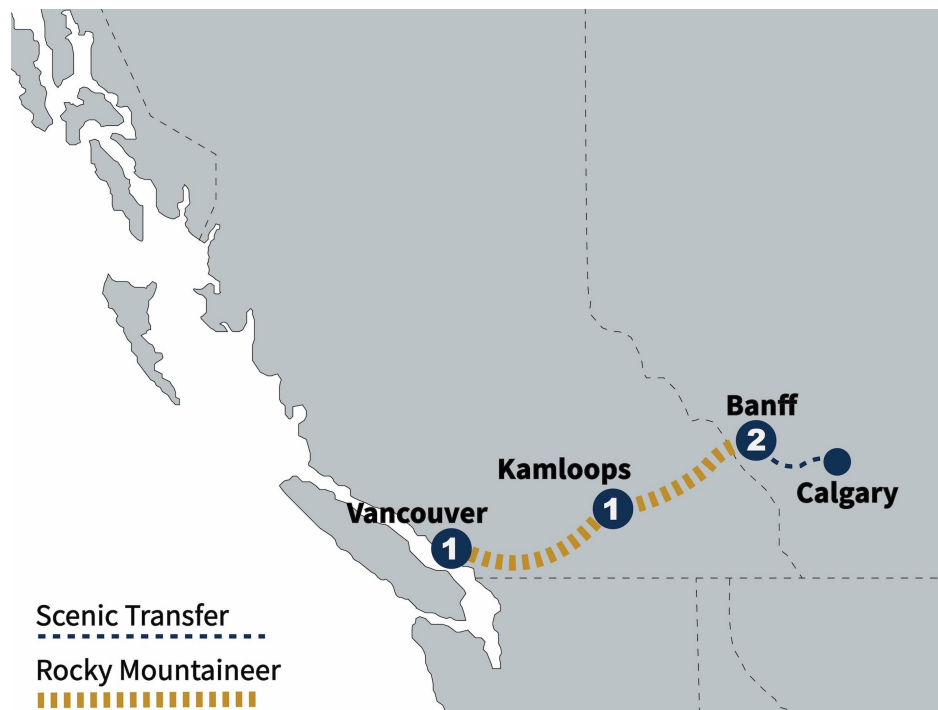 Banff
2
Kamloops
Calgary
1
Vancouver
1
Scenic Transfer
Rocky Mountaineer